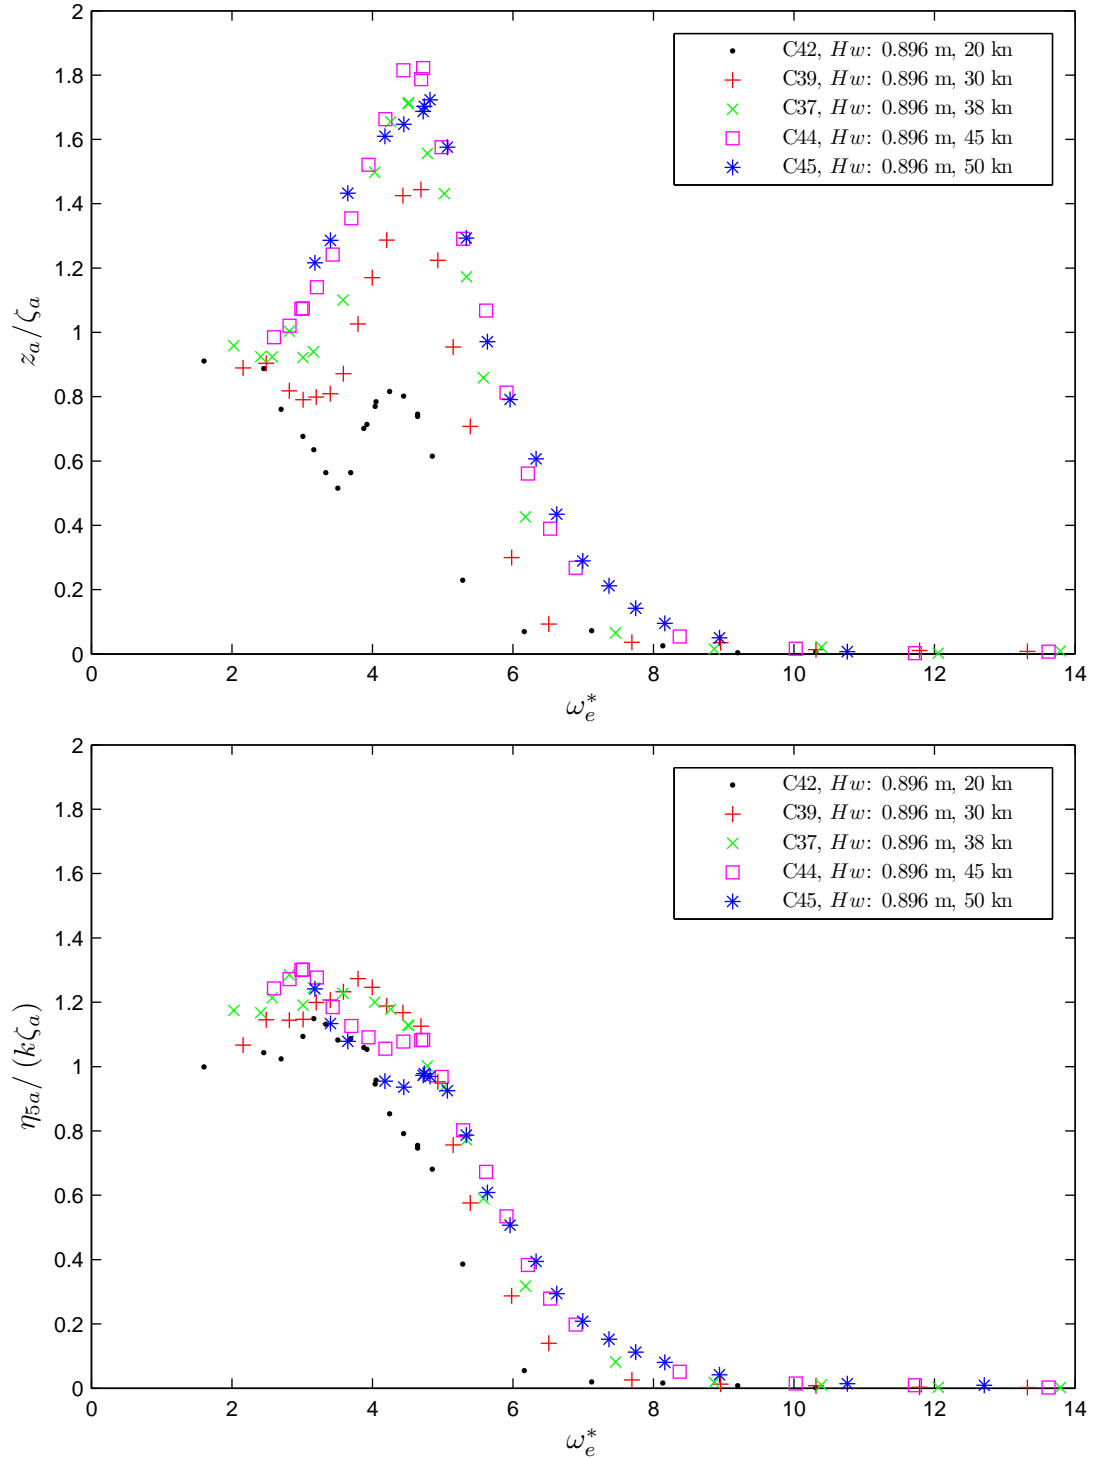 2
1.8
1.6
1.4
1.2
1
0.8
0.6
0.4
0.2
0
z_a/ζ_a
C42, Hw: 0.896 m, 20 kn
C39, Hw: 0.896 m, 30 kn
C37, Hw: 0.896 m, 38 kn
C44, Hw: 0.896 m, 45 kn
C45, Hw: 0.896 m, 50 kn
0 2 4 6 8 10 12 14
ω_e^*
2
1.8
1.6
1.4
1.2
1
0.8
0.6
0.4
0.2
0
η_{5a}/(kζ_a)
C42, Hw: 0.896 m, 20 kn
C39, Hw: 0.896 m, 30 kn
C37, Hw: 0.896 m, 38 kn
C44, Hw: 0.896 m, 45 kn
C45, Hw: 0.896 m, 50 kn
0 2 4 6 8 10 12 14
ω_e^*